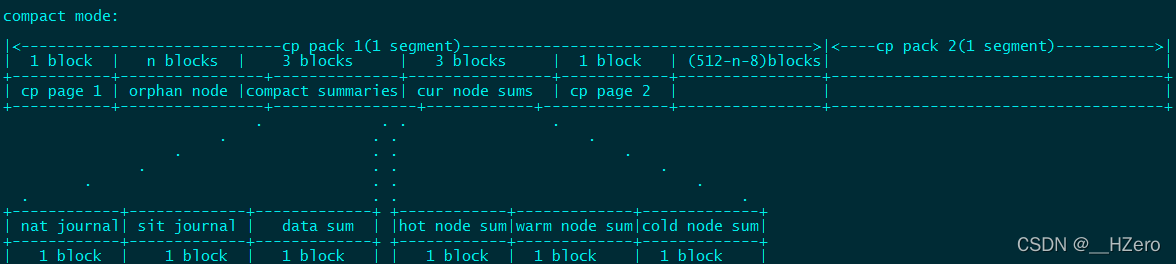 compact mode:
|<-----------------------------cp pack 1(1 segment)--------------------------------------->|<----cp pack 2(1 segment)----------->|
| 1 block | n blocks | 3 blocks | 3 blocks | 1 block | (512-n-8)blocks| |
| cp page 1 | orphan node |compact summaries| cur node sums | cp page 2 | | |
| nat journal| sit journal | data sum | |hot node sum|warm node sum|cold node sum|
| 1 block | 1 block | 1 block | | 1 block | 1 block | 1 block |
CSDN @__HZero